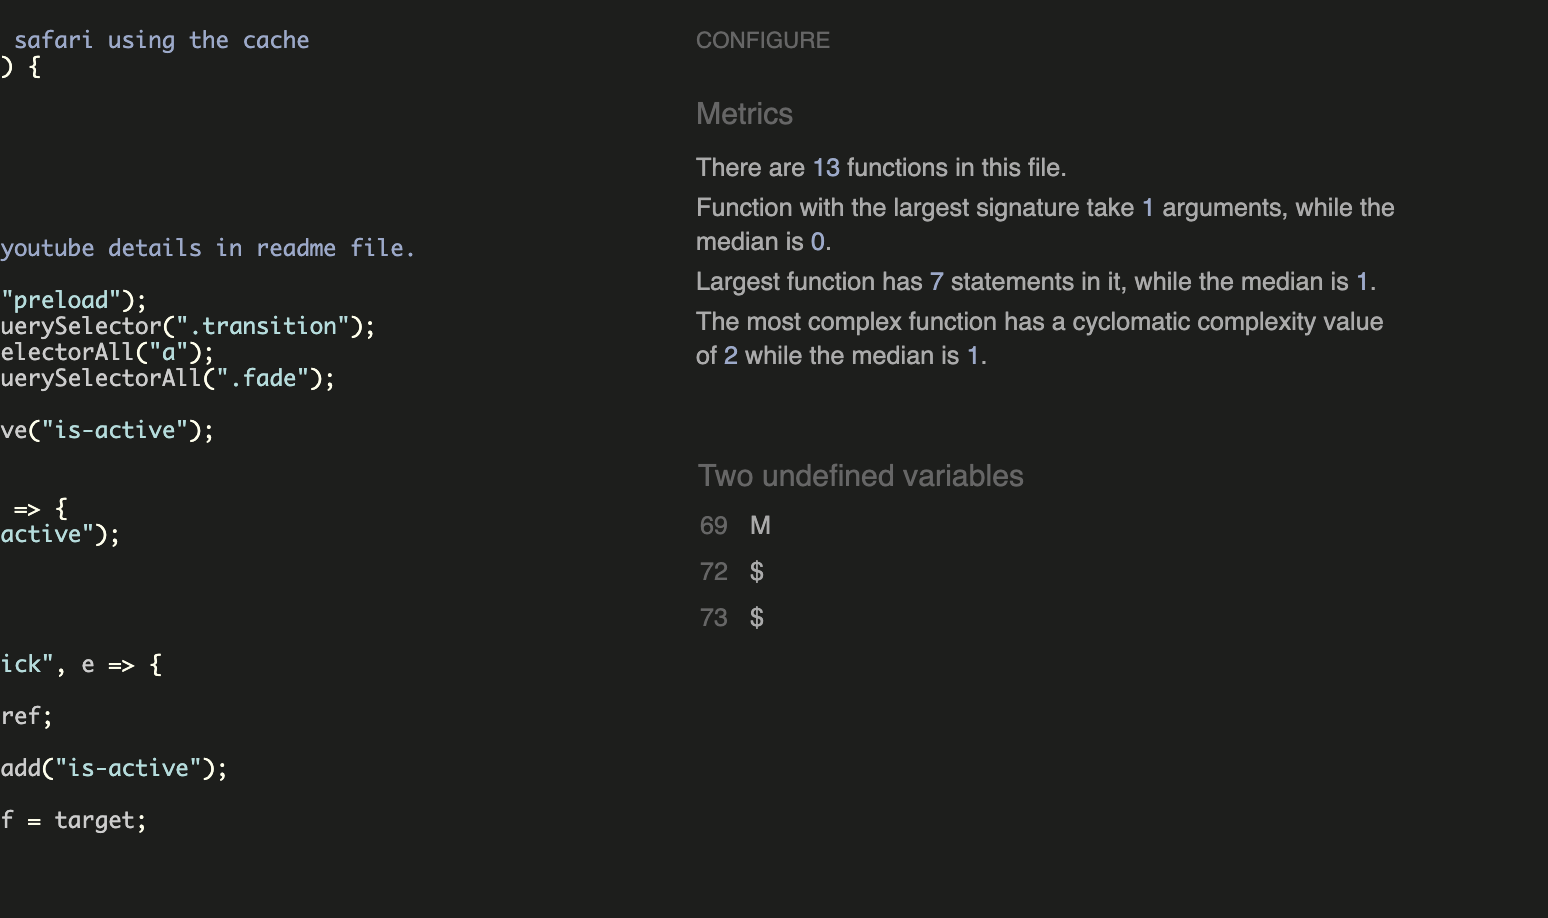 safari using the cache
) {
youtube details in readme file.
"preload");
uerySelector(".transition");
electorAll("a");
uerySelectorAll(".fade");
ve("is-active");
=> {
active");
ick", e => {
ref;
add("is-active");
f = target;
CONFIGURE
Metrics
There are 13 functions in this file.
Function with the largest signature take 1 arguments, while the
median is 0.
Largest function has 7 statements in it, while the median is 1.
The most complex function has a cyclomatic complexity value
of 2 while the median is 1.
Two undefined variables
69 M
72 $
73 $